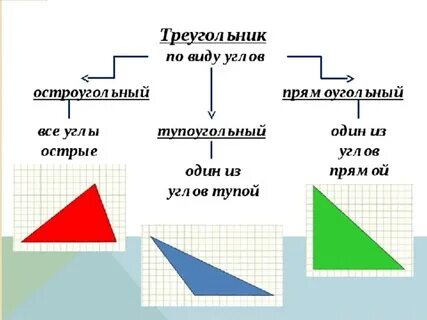 Треугольник
по виду углов
остроугольный
все углы
острые
тупоугольный
один из
углов тупой
прямоугольный
один из
углов
прямой